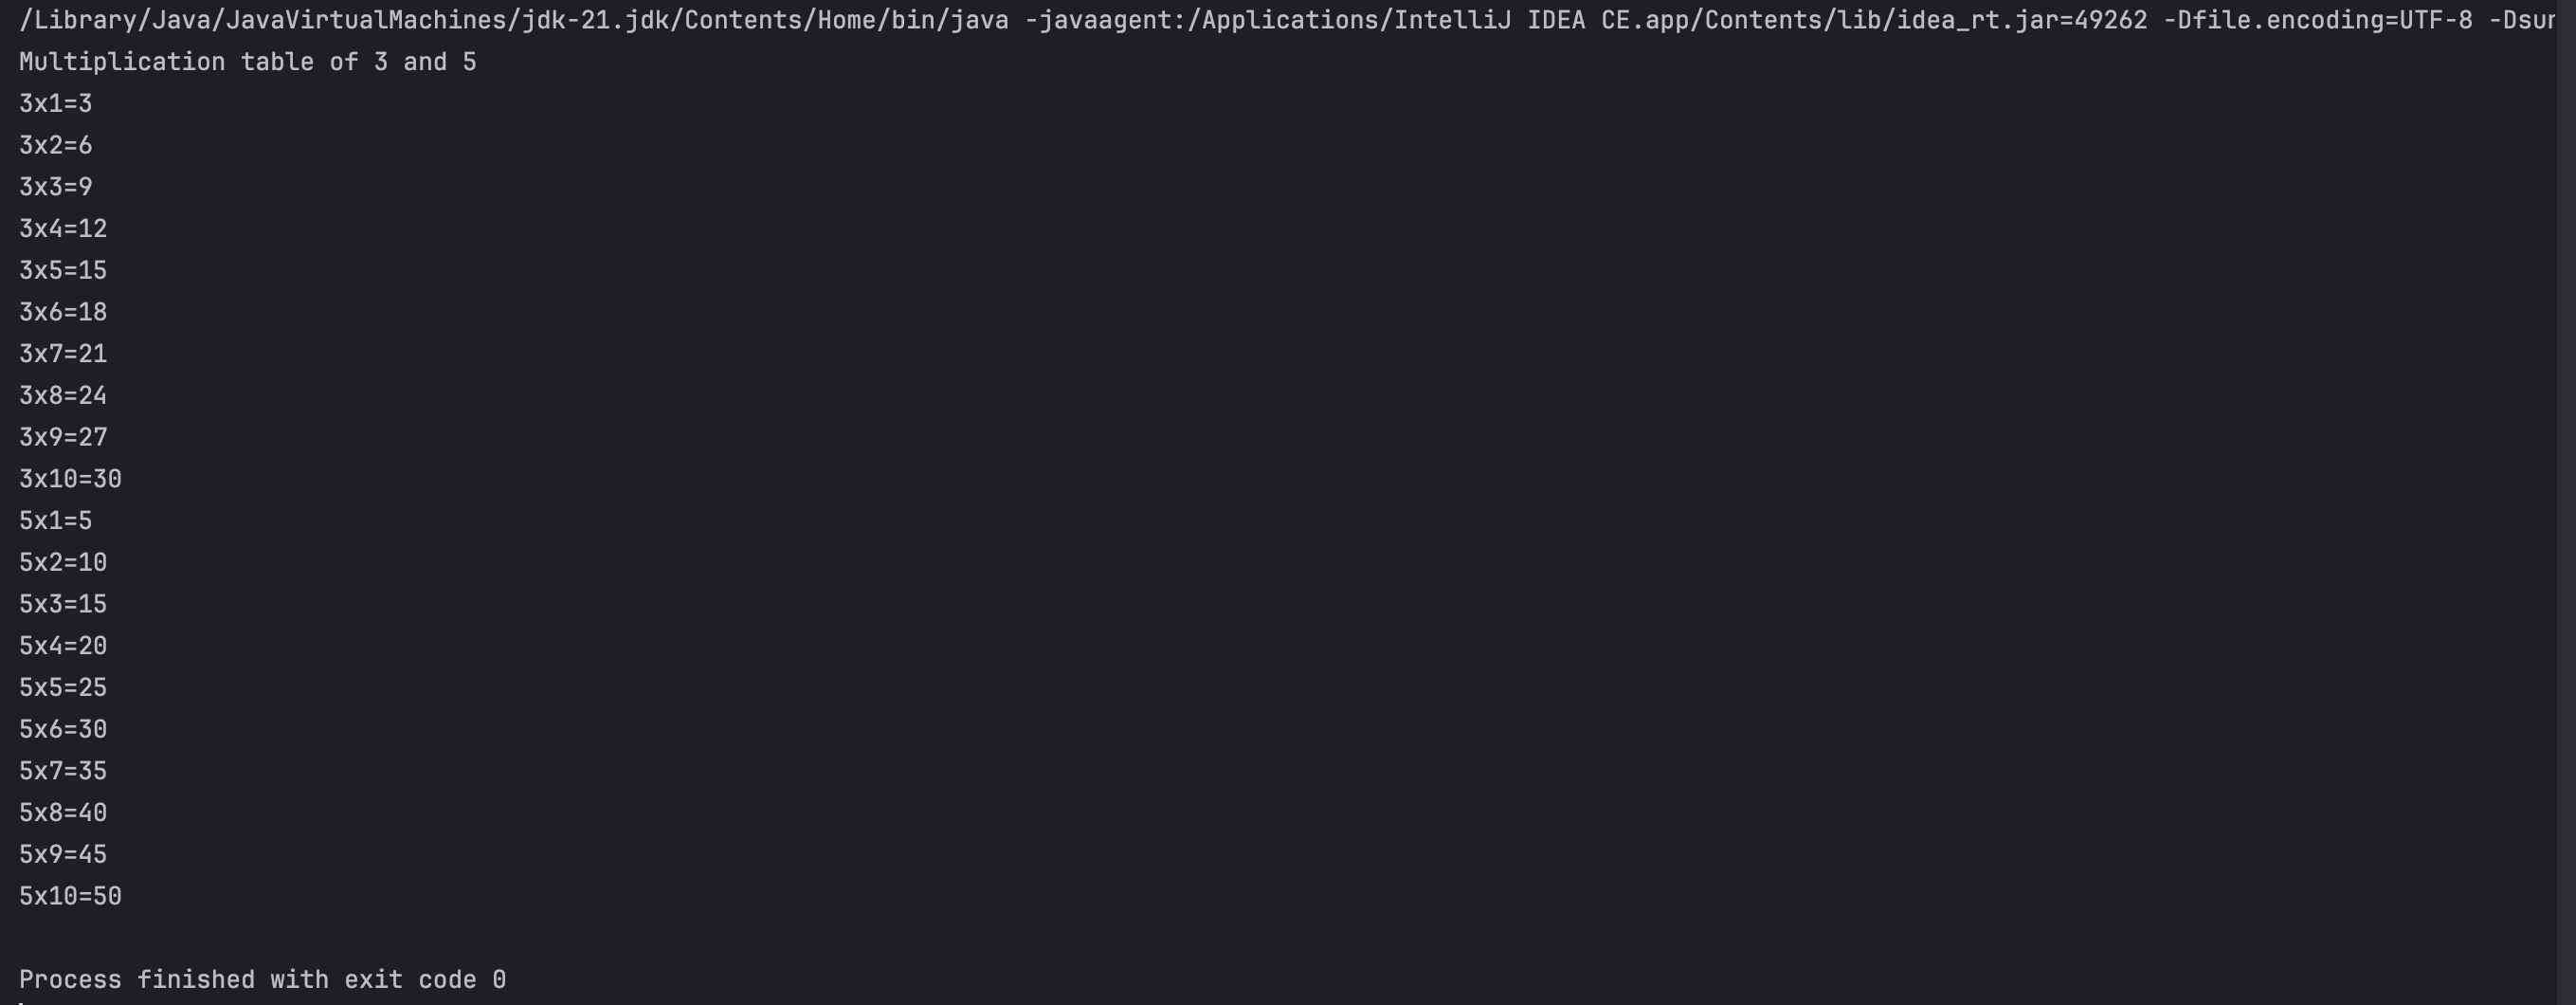 /Library/Java/JavaVirtualMachines/jdk-21.jdk/Contents/Home/bin/java -javaagent:/Applications/IntelliJ IDEA CE.app/Contents/lib/idea_rt.jar=49262 -Dfile.encoding=UTF-8 -Dsun
Multiplication table of 3 and 5
3x1=3
3x2=6
3x3=9
3x4=12
3x5=15
3x6=18
3x7=21
3x8=24
3x9=27
3x10=30
5x1=5
5x2=10
5x3=15
5x4=20
5x5=25
5x6=30
5x7=35
5x8=40
5x9=45
5x10=50
Process finished with exit code 0